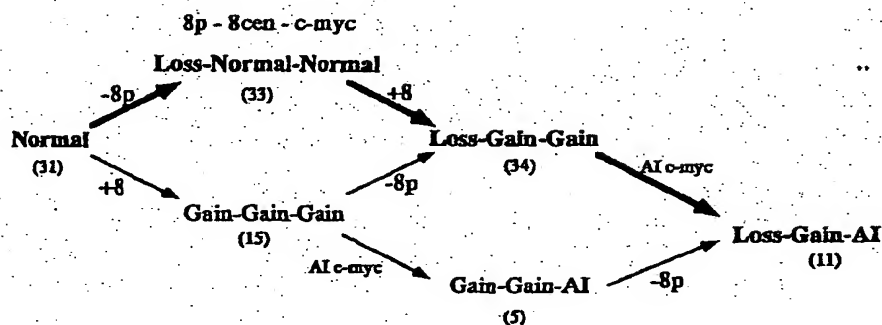 8p - 8cen - c-myc
Loss-Normal-Normal
(33)
-8p
+8
Normal
(31)
Loss-Gain-Gain
(34)
AI c-myc
+8
-8p
Gain-Gain-Gain
(15)
Loss-Gain-AI
(11)
AI c-myc
Gain-Gain-AI
-8p
(5)